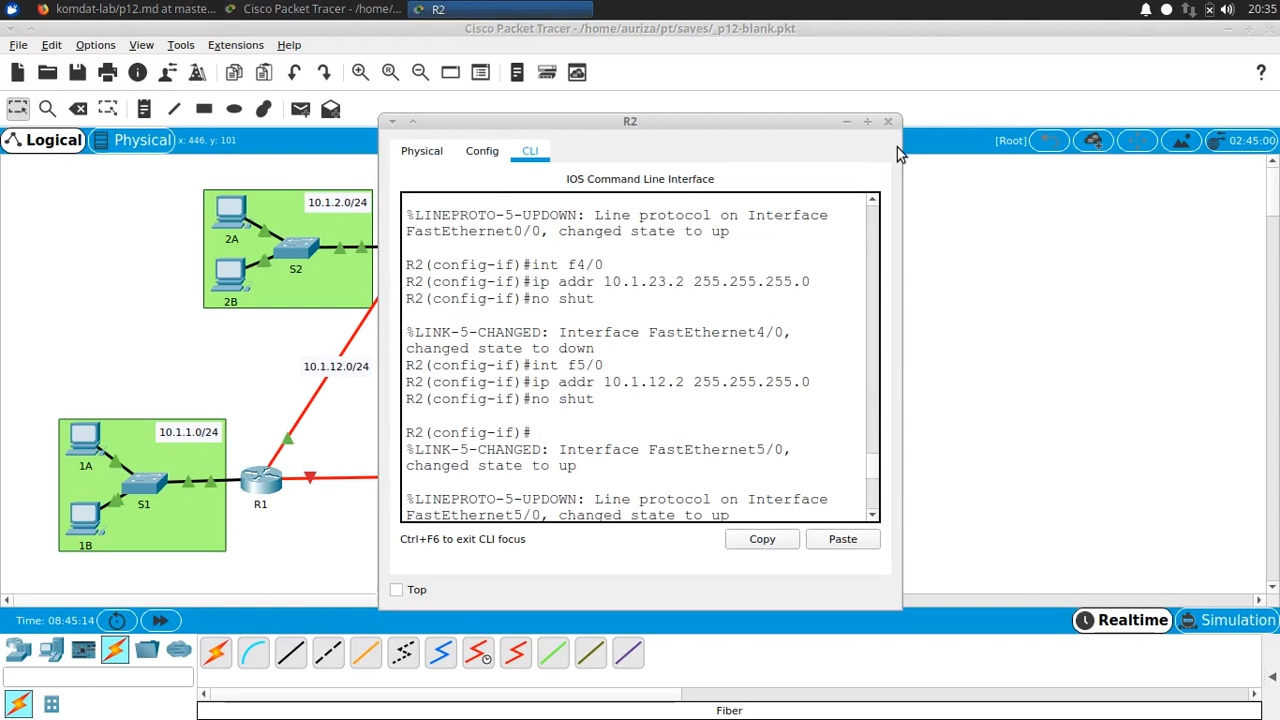 komdat-lab/p12.md at maste...
Cisco Packet Tracer - /home/...
R2
20:35
Cisco Packet Tracer - /home/auriza/pt/saves/_p12-blank.pkt
File Edit Options View Tools Extensions Help
Logical
Physical
x: 446, y: 101
[Root]
02:45:00
R2
Physical Config CLI
IOS Command Line Interface
%LINEPROTO-5-UPDOWN: Line protocol on Interface
FastEthernet0/0, changed state to up
R2(config-if)#int f4/0
R2(config-if)#ip addr 10.1.23.2 255.255.255.0
R2(config-if)#no shut
%LINK-5-CHANGED: Interface FastEthernet4/0,
changed state to down
R2(config-if)#int f5/0
R2(config-if)#ip addr 10.1.12.2 255.255.255.0
R2(config-if)#no shut
R2(config-if)#
%LINK-5-CHANGED: Interface FastEthernet5/0,
changed state to up
%LINEPROTO-5-UPDOWN: Line protocol on Interface
FastEthernet5/0, changed state to up
Ctrl+F6 to exit CLI focus
Copy
Paste
Top
10.1.2.0/24
2A
S2
2B
10.1.12.0/24
10.1.1.0/24
1A
S1
R1
1B
Time: 08:45:14
Realtime
Simulation
Fiber